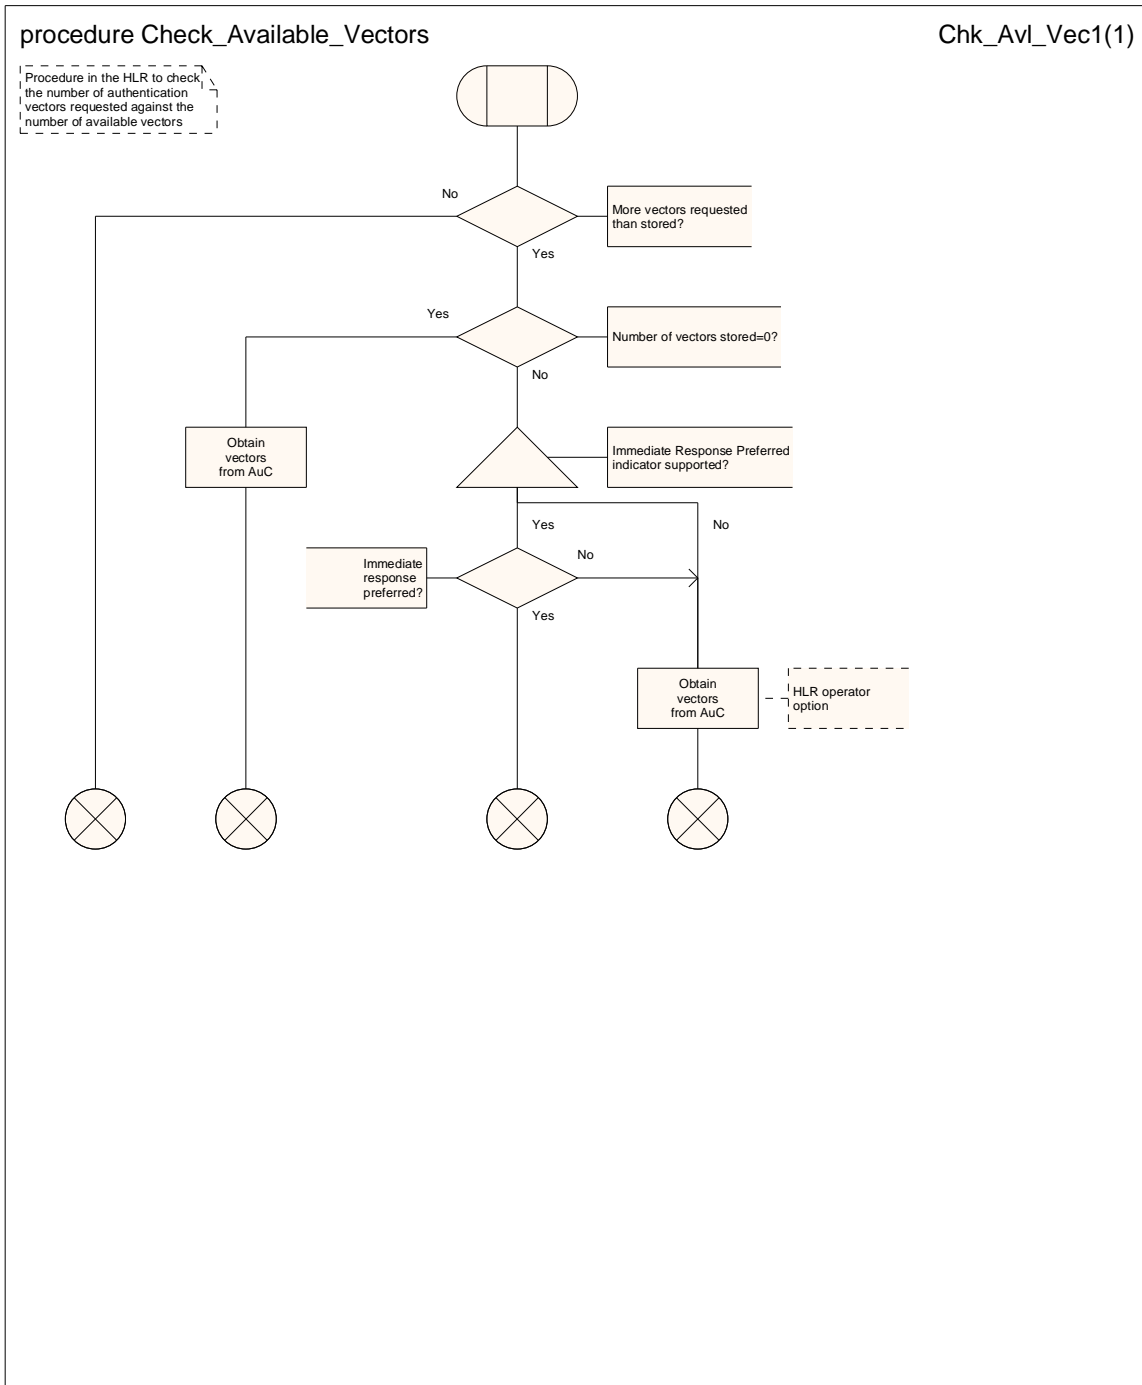 procedure Check_Available_Vectors
Chk_Avl_Vec1(1)
Procedure in the HLR to check
the number of authentication
vectors requested against the
number of available vectors
No
More vectors requested
than stored?
Yes
Yes
Number of vectors stored=0?
No
Obtain
vectors
from AuC
Immediate Response Preferred
indicator supported?
Yes
No
Immediate
response
preferred?
No
Yes
Obtain
vectors
from AuC
HLR operator
option